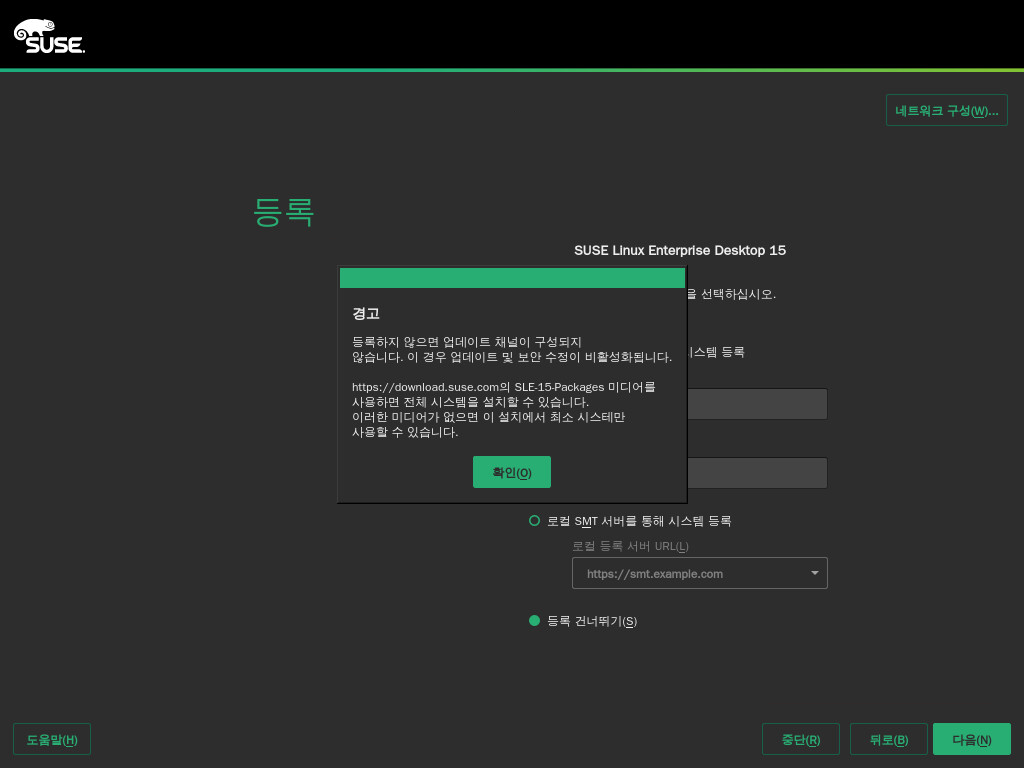 SUSE
네트워크 구성(W)...
등록
SUSE Linux Enterprise Desktop 15
을 선택하십시오.
경고
등록하지 않으면 업데이트 채널이 구성되지
않습니다. 이 경우 업데이트 및 보안 수정이 비활성화됩니다.
시스템 등록
https://download.suse.com의 SLE-15-Packages 미디어를
사용하면 전체 시스템을 설치할 수 있습니다.
이러한 미디어가 없으면 이 설치에서 최소 시스테만
사용할 수 있습니다.
확인(O)
로컬 SMT 서버를 통해 시스템 등록
로컬 등록 서버 URL(L)
https://smt.example.com
등록 건너뛰기(S)
도움말(H)
중단(R)
뒤로(B)
다음(N)